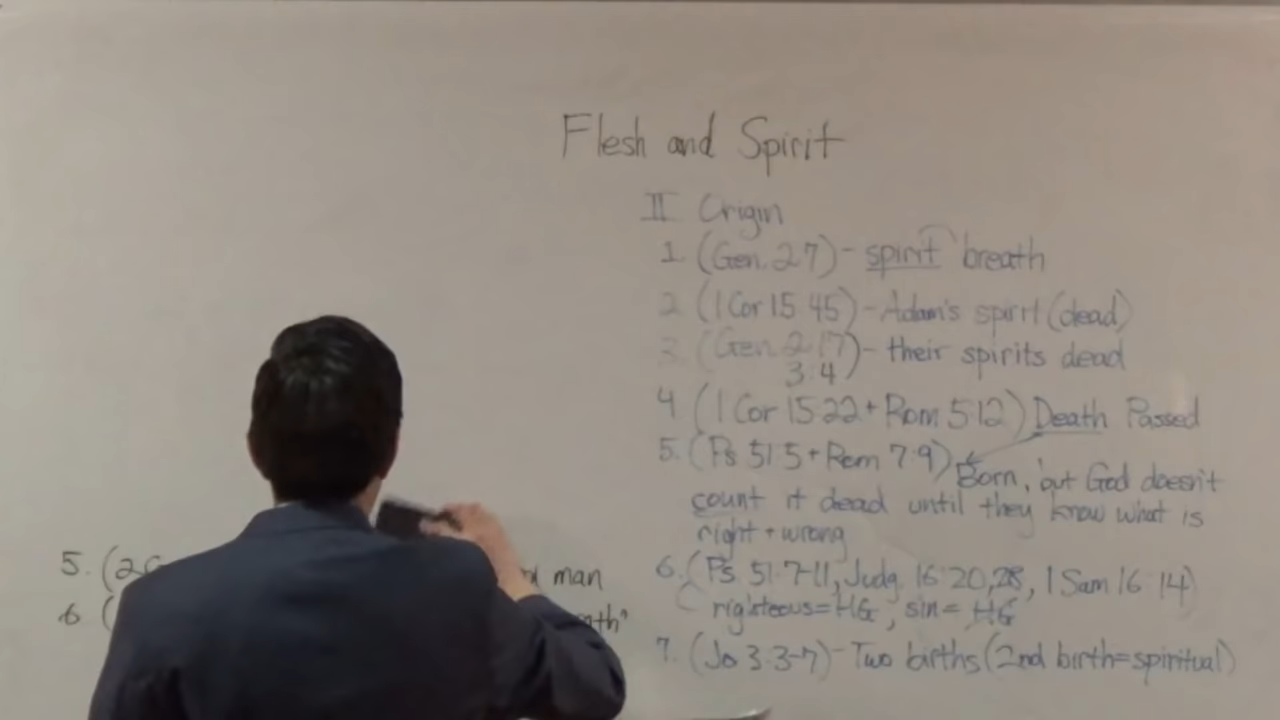 Flesh and Spirit
II Origin
1. (Gen. 2:7) - spirit breath
2. (1 Cor 15:45) - Adam's spirit (dead)
3. (Gen 2:17) - their spirits dead
3:4
4 (1 Cor 15:22 + Rom 5:12) Death Passed
5. (Ps 51:5 + Rom 7:9) Born, but God doesn't
count it dead until they know what is
right + wrong
6. (Ps. 51:7-11, Judg. 16:20,28, 1 Sam 16:14)
righteous = HG, sin = HG
7. (Jo 3:3-7) - Two births (2nd birth = spiritual)
5. (2C man
6 (